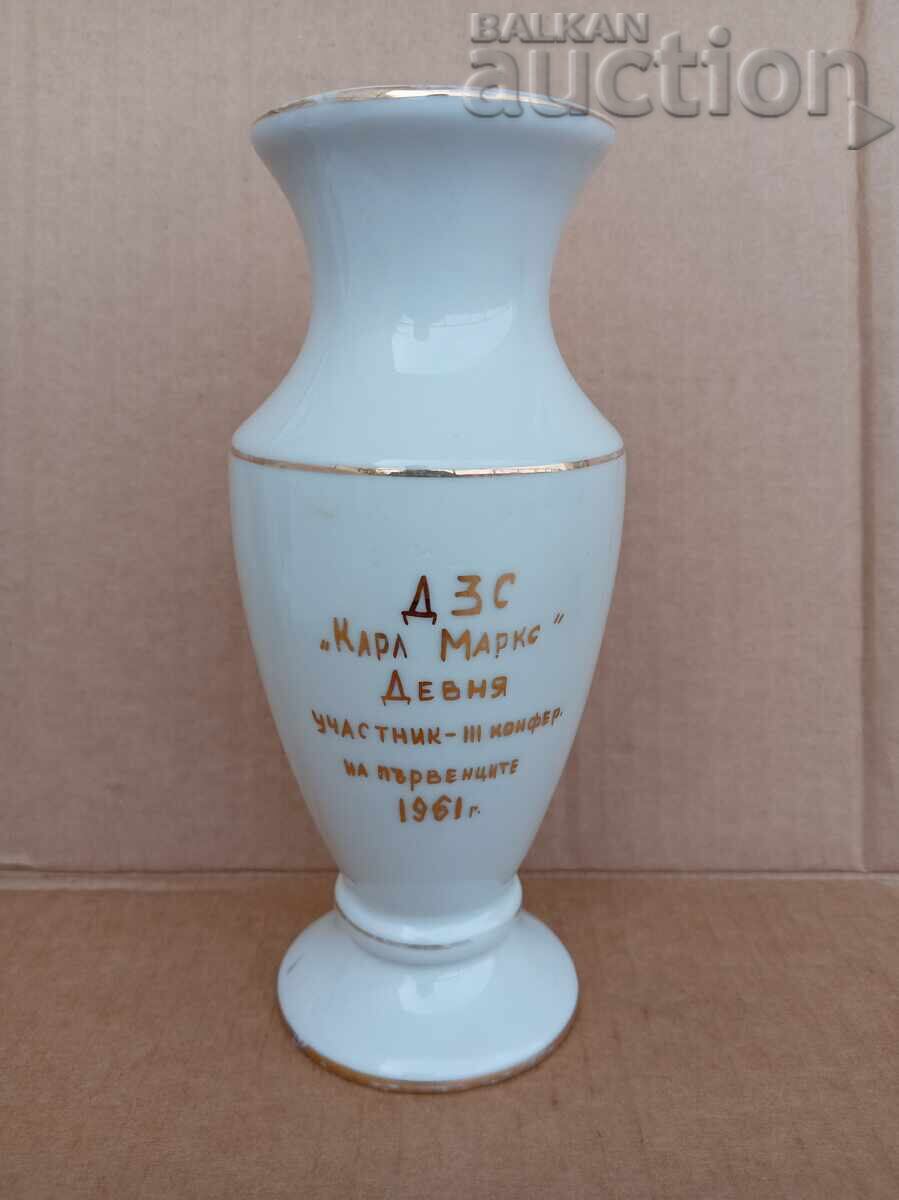 BALKAN
auction
ДЗС
„Карл Маркс"
Девня
участник - III конфер.
на първенците
1961 г.